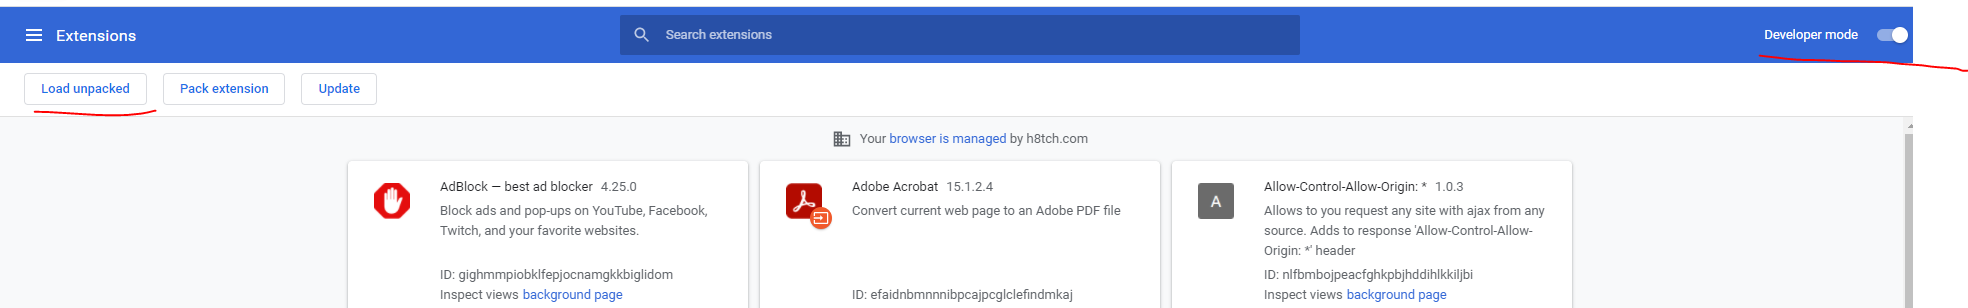 Extensions
Search extensions
Developer mode
Load unpacked
Pack extension
Update
Your browser is managed by h8tch.com
AdBlock — best ad blocker 4.25.0
Block ads and pop-ups on YouTube, Facebook,
Twitch, and your favorite websites.
ID: gighmmpiobklfepjocnamgkkbiglidom
Inspect views background page
Adobe Acrobat 15.1.2.4
Convert current web page to an Adobe PDF file
ID: efaidnbmnnnibpcajpcglclefindmkaj
A
Allow-Control-Allow-Origin: * 1.0.3
Allows to you request any site with ajax from any
source. Adds to response 'Allow-Control-Allow-
Origin: *' header
ID: nlfbmbojpeacfghkpbjhddihlkkiljbi
Inspect views background page